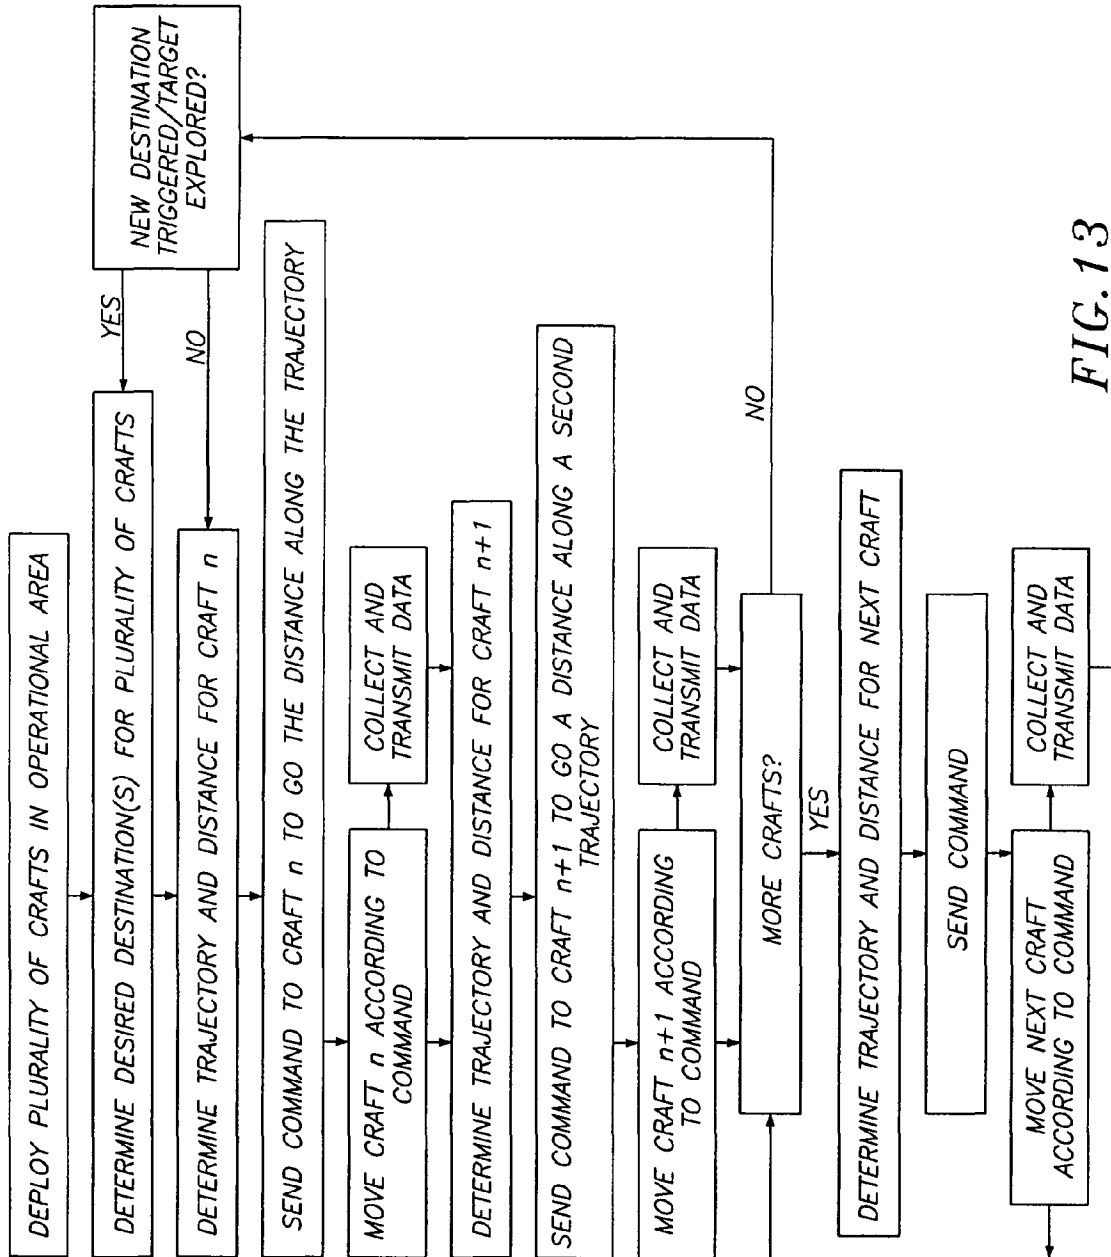 DEPLOY PLURALITY OF CRAFTS IN OPERATIONAL AREA
DETERMINE DESIRED DESTINATION(S) FOR PLURALITY OF CRAFTS
YES
NEW DESTINATION
TRIGGERED/TARGET
EXPLORED?
NO
DETERMINE TRAJECTORY AND DISTANCE FOR CRAFT n
SEND COMMAND TO CRAFT n TO GO THE DISTANCE ALONG THE TRAJECTORY
MOVE CRAFT n ACCORDING TO
COMMAND
COLLECT AND
TRANSMIT DATA
DETERMINE TRAJECTORY AND DISTANCE FOR CRAFT n+1
SEND COMMAND TO CRAFT n+1 TO GO A DISTANCE ALONG A SECOND
TRAJECTORY
MOVE CRAFT n+1 ACCORDING
TO COMMAND
COLLECT AND
TRANSMIT DATA
MORE CRAFTS?
NO
YES
DETERMINE TRAJECTORY AND DISTANCE FOR NEXT CRAFT
SEND COMMAND
MOVE NEXT CRAFT
ACCORDING TO COMMAND
COLLECT AND
TRANSMIT DATA
FIG.13